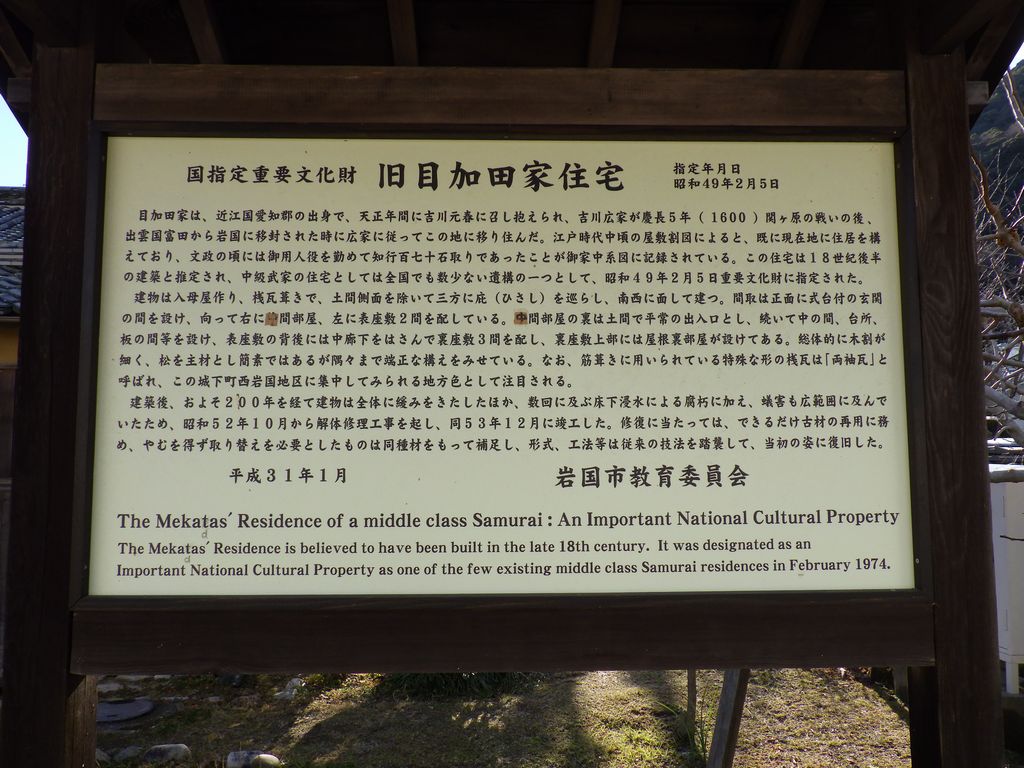 国指定重要文化財 旧目加田家住宅 指定年月日
昭和49年2月5日
目加田家は、近江国愛知郡の出身で、天正年間に吉川元春に召し抱えられ、吉川広家が慶長5年(1600)関ヶ原の戦いの後、
出雲国富田から岩国に移封された時に広家に従ってこの地に移り住んだ。江戸時代中頃の屋敷割図によると、既に現在地に住居を構
えており、文政の頃には御用人役を勤めて知行百七十石取りであったことが御家中系図に記録されている。この住宅は18世紀後半
の建築と推定され、中級武家の住宅としては全国でも数少ない遺構の一つとして、昭和49年2月5日重要文化財に指定された。
建物は入母屋作り、桟瓦葺きで、土間側面を除いて三方に庇(ひさし)を巡らし、南西に面して建つ。間取は正面に式台付の玄関
の間を設け、向って右に中間部屋、左に表座敷2間を配している。中間部屋の裏は土間で平常の出入口とし、続いて中の間、台所、
板の間等を設け、表座敷の背後には中廊下をはさんで裏座敷3間を配し、裏座敷上部には屋根裏部屋が設けてある。総体的に木割が
細く、松を主材とし簡素ではあるが隅々まで端正な構えをみせている。なお、筋葺きに用いられている特殊な形の桟瓦は「両袖瓦」と
呼ばれ、この城下町西岩国地区に集中してみられる地方色として注目される。
建築後、およそ200年を経て建物は全体に緩みをきたしたほか、数回に及ぶ床下浸水による腐朽に加え、蟻害も広範囲に及んで
いたため、昭和52年10月から解体修理工事を起し、同53年12月に竣工した。修復に当たっては、できるだけ古材の再用に務
め、やむを得ず取り替えを必要としたものは同種材をもって補足し、形式、工法等は従来の技法を踏襲して、当初の姿に復旧した。
平成31年1月 岩国市教育委員会
The Mekatas´ Residence of a middle class Samurai : An Important National Cultural Property
d
The Mekatas´ Residence is believed to have been built in the late 18th century. It was designated as an
d
Important National Cultural Property as one of the few existing middle class Samurai residences in February 1974.